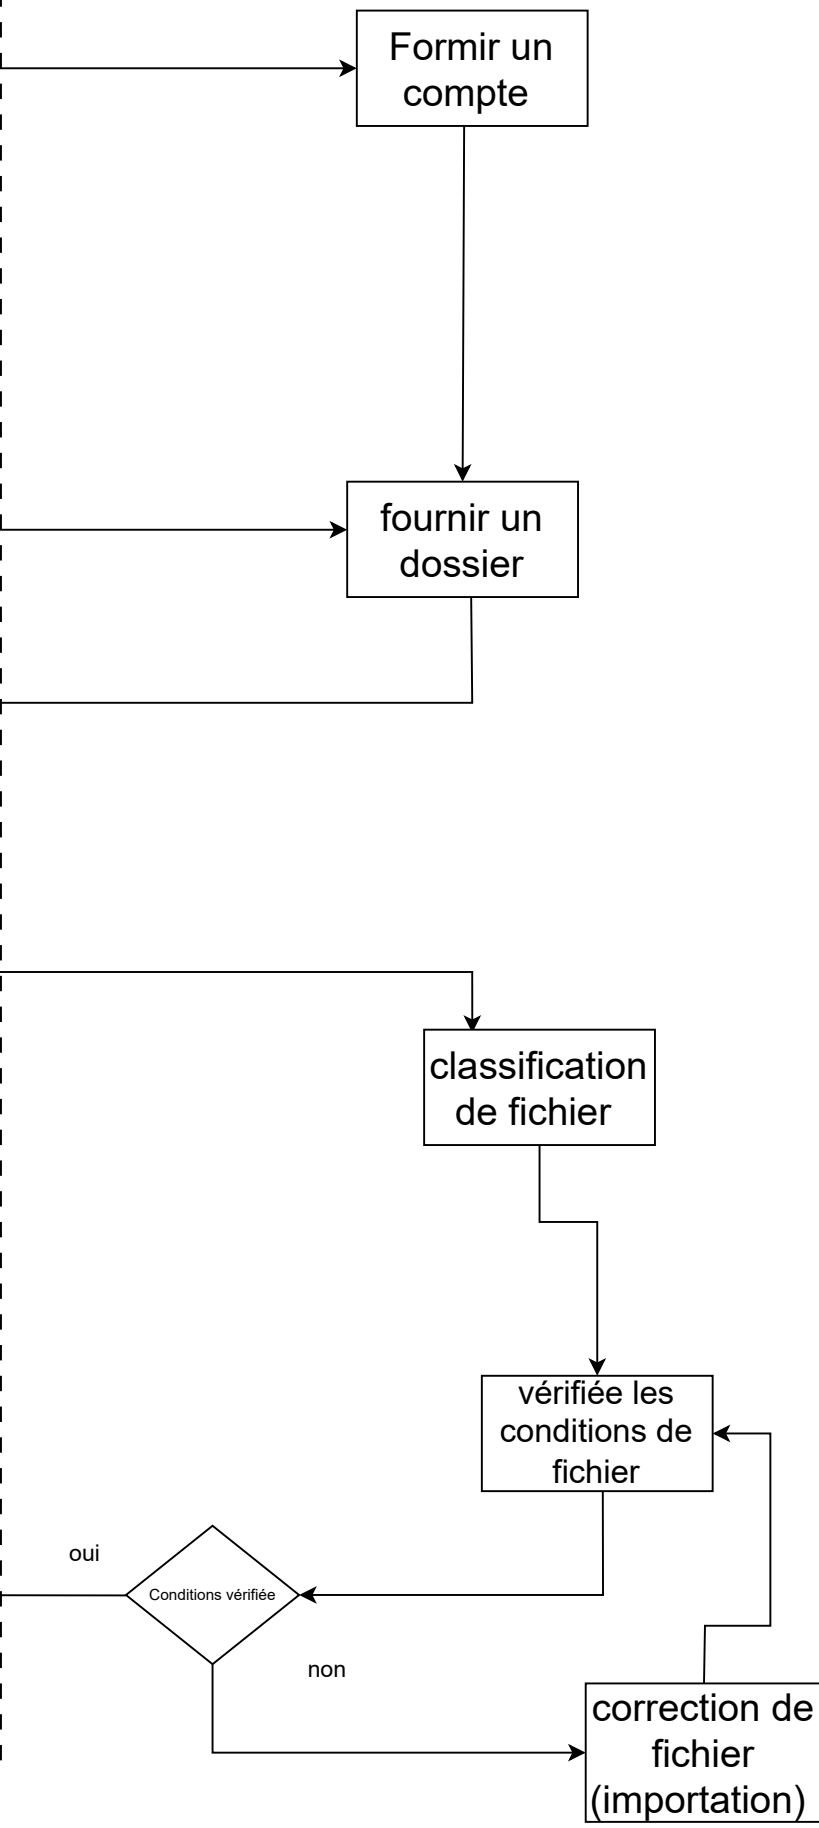 Formir un
compte
fournir un
dossier
classification
de fichier
vérifiée les
conditions de
fichier
oui
Conditions vérifiée
non
correction de
fichier
(importation)